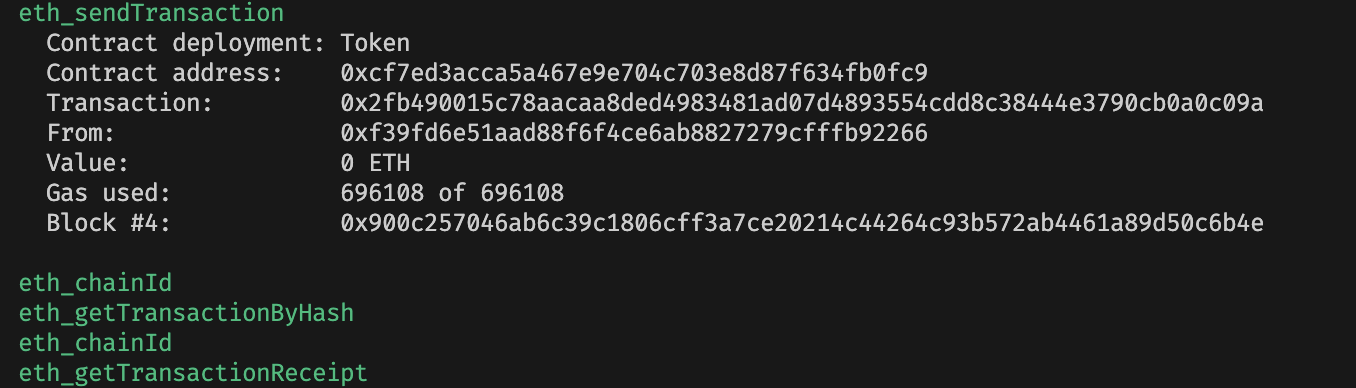 eth_sendTransaction
Contract deployment: Token
Contract address: 0xcf7ed3acca5a467e9e704c703e8d87f634fb0fc9
Transaction: 0x2fb490015c78aacaa8ded4983481ad07d4893554cdd8c38444e3790cb0a0c09a
From: 0xf39fd6e51aad88f6f4ce6ab8827279cfffb92266
Value: 0 ETH
Gas used: 696108 of 696108
Block #4: 0x900c257046ab6c39c1806cff3a7ce20214c44264c93b572ab4461a89d50c6b4e
eth_chainId
eth_getTransactionByHash
eth_chainId
eth_getTransactionReceipt